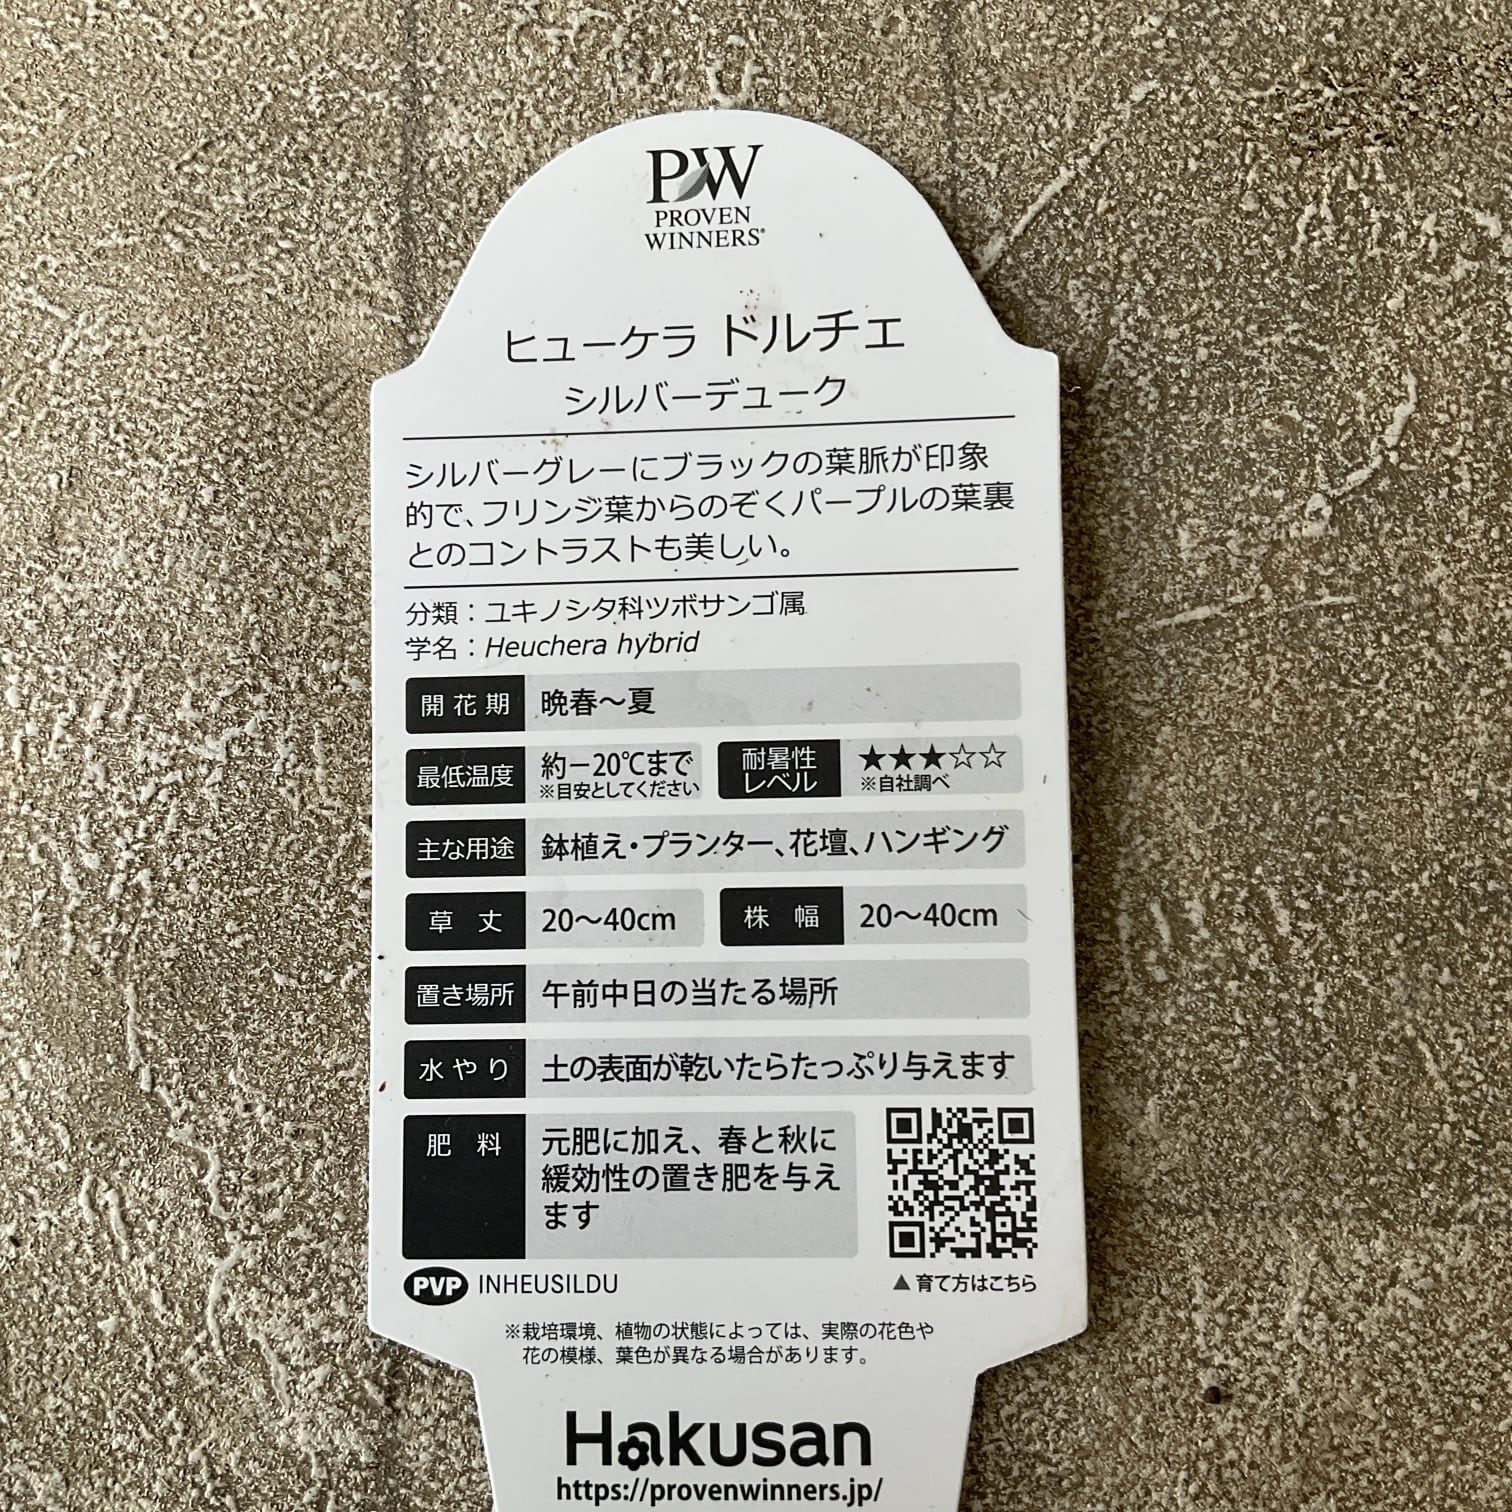 PW
PROVEN
WINNERS®
ヒューケラ ドルチェ
シルバーデューク
シルバーグレーにブラックの葉脈が印象
的で、フリンジ葉からのぞくパープルの葉裏
とのコントラストも美しい。
分類：ユキノシタ科ツボサンゴ属
学名：Heuchera hybrid
開花期 晩春〜夏
最低温度 約－20℃まで ※目安としてください
耐暑性レベル ★★★☆☆ ※自社調べ
主な用途 鉢植え・プランター、花壇、ハンギング
草丈 20〜40cm 株幅 20〜40cm
置き場所 午前中日の当たる場所
水やり 土の表面が乾いたらたっぷり与えます
肥料 元肥に加え、春と秋に
緩効性の置き肥を与え
ます
PVP INHEUSILDU
▲育て方はこちら
※栽培環境、植物の状態によっては、実際の花色や
花の模様、葉色が異なる場合があります。
Hakusan
https://provenwinners.jp/